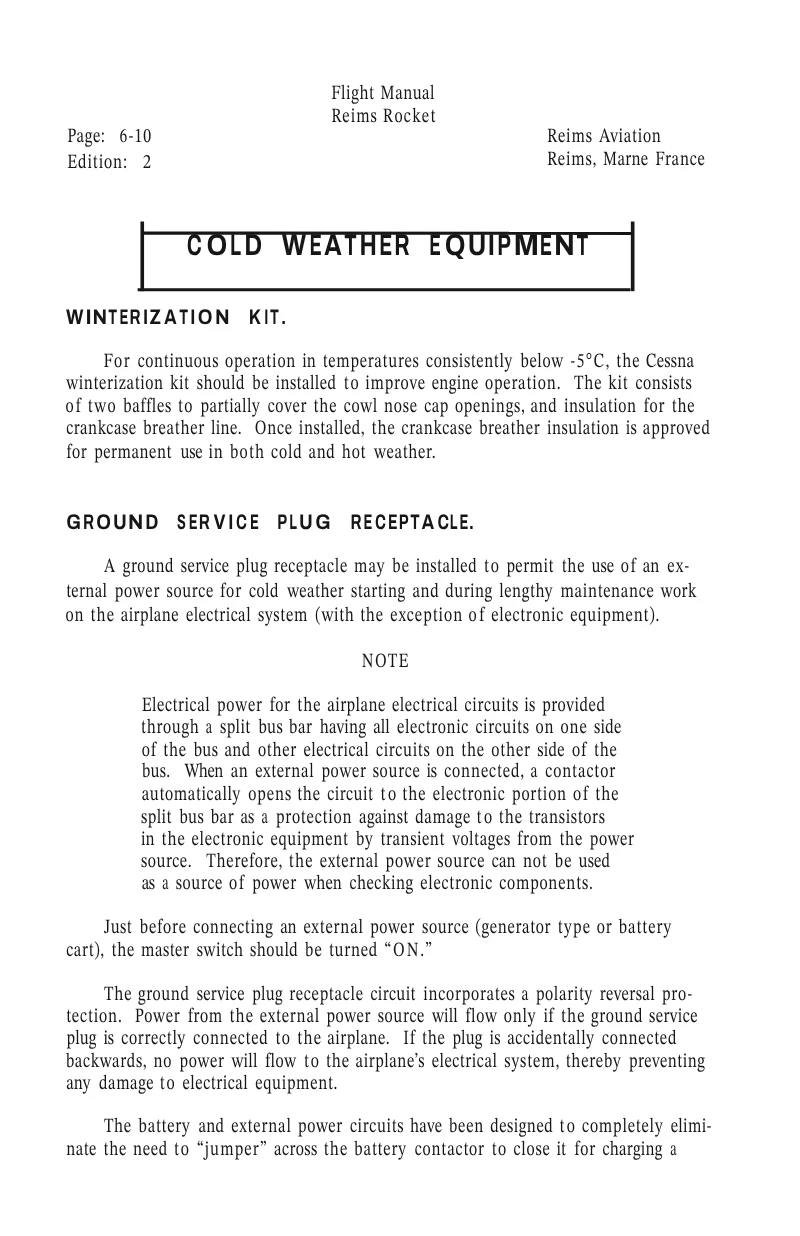 Flight Manual
Reims Rocket
Page: 6-10
Edition: 2
Reims Aviation
Reims, Marne France
COLD WEATHER EQUIPMENT
WINTERIZATION KIT.
For continuous operation in temperatures consistently below -5°C, the Cessna
winterization kit should be installed to improve engine operation. The kit consists
of two baffles to partially cover the cowl nose cap openings, and insulation for the
crankcase breather line. Once installed, the crankcase breather insulation is approved
for permanent use in both cold and hot weather.
GROUND SERVICE PLUG RECEPTACLE.
A ground service plug receptacle may be installed to permit the use of an ex-
ternal power source for cold weather starting and during lengthy maintenance work
on the airplane electrical system (with the exception of electronic equipment).
NOTE
Electrical power for the airplane electrical circuits is provided
through a split bus bar having all electronic circuits on one side
of the bus and other electrical circuits on the other side of the
bus. When an external power source is connected, a contactor
automatically opens the circuit to the electronic portion of the
split bus bar as a protection against damage to the transistors
in the electronic equipment by transient voltages from the power
source. Therefore, the external power source can not be used
as a source of power when checking electronic components.
Just before connecting an external power source (generator type or battery
cart), the master switch should be turned “ON.”
The ground service plug receptacle circuit incorporates a polarity reversal pro-
tection. Power from the external power source will flow only if the ground service
plug is correctly connected to the airplane. If the plug is accidentally connected
backwards, no power will flow to the airplane’s electrical system, thereby preventing
any damage to electrical equipment.
The battery and external power circuits have been designed to completely elimi-
nate the need to “jumper” across the battery contactor to close it for charging a